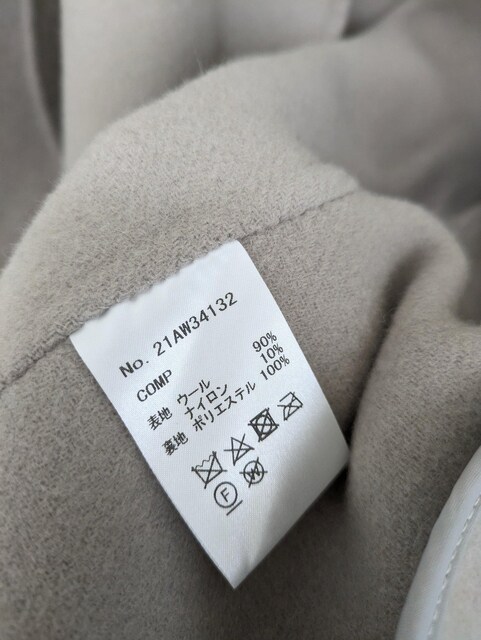 No. 21AW34132
COMP
表地 ウール 90%
ナイロン 10%
裏地 ポリエステル 100%
F
W